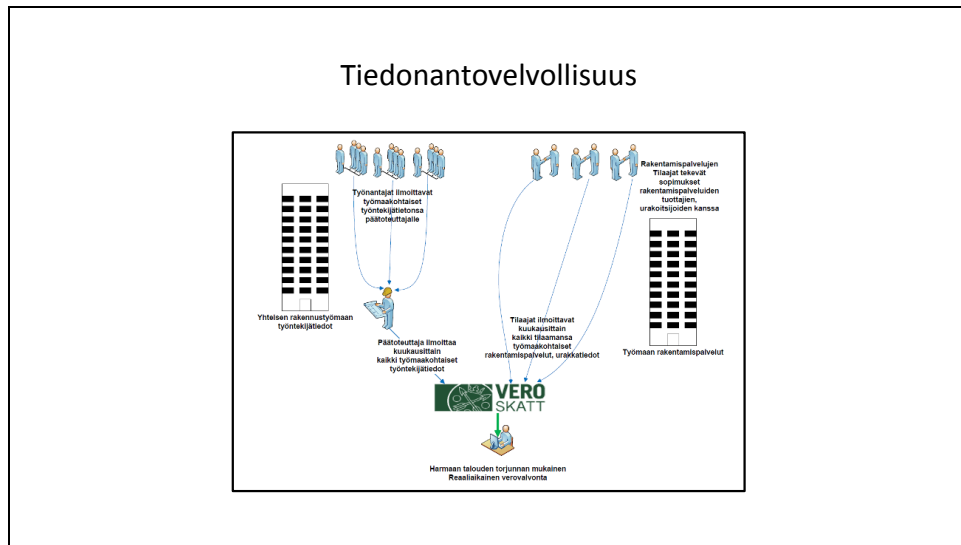 Tiedonantovelvollisuus
Työnantajat ilmoittavat
työmaakohtaiset
työntekijätietonsa
päätoteuttajalle
Rakentamispalvelujen
Tilaajat tekevät
sopimukset
rakentamispalveluiden
tuottajien,
urakoitsijoiden kanssa
Yhteisen rakennustyömaan
työntekijätiedot
Päätoteuttaja ilmoittaa
kuukausittain
kaikki työmaakohtaiset
työntekijätiedot
Tilaajat ilmoittavat
kuukausittain
kaikki tilaamansa
työmaakohtaiset
rakentamispalvelut, urakkatiedot
Työmaan rakentamispalvelut
VERO
SKATT
Harmaan talouden torjunnan mukainen
Reaaliaikainen verovalvonta